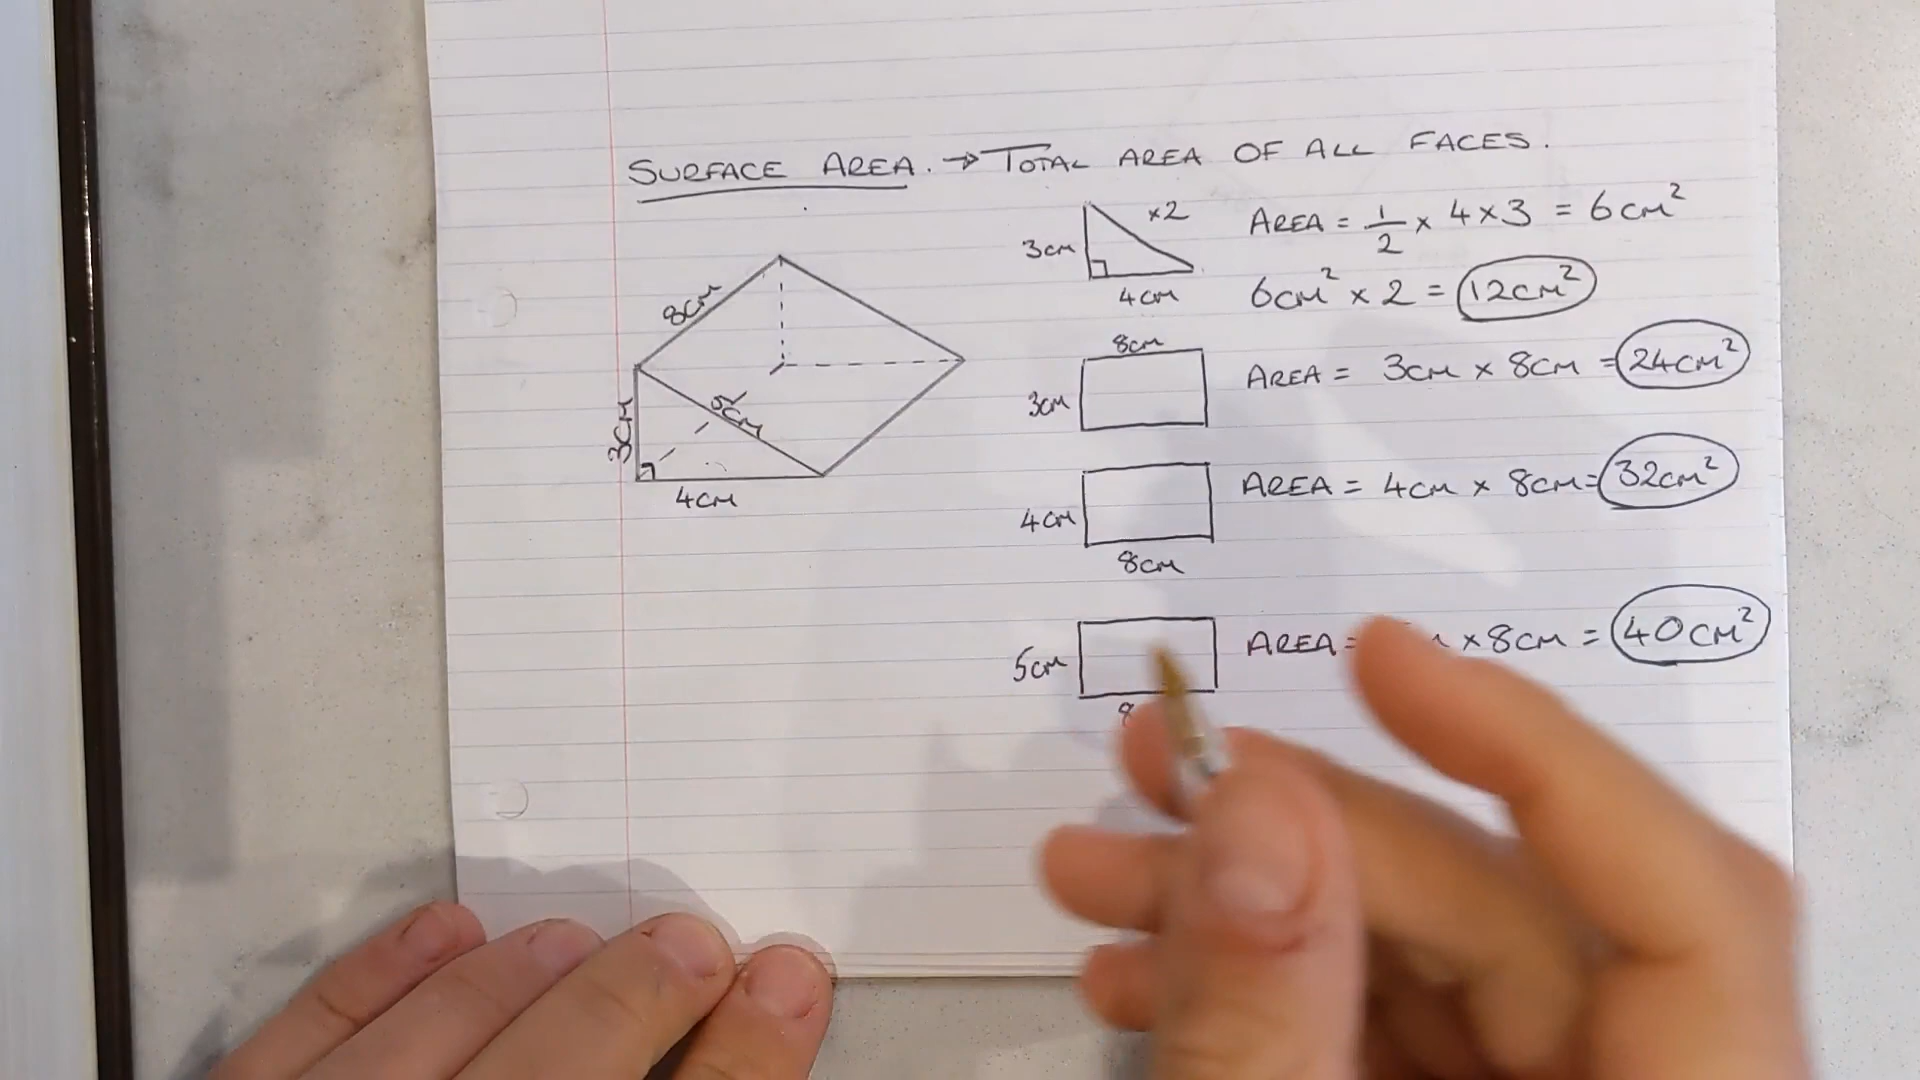 SURFACE AREA. → TOTAL AREA OF ALL FACES.
8cm
3cm
5cm
4cm
×2
3cm
4cm
AREA = 1/2 × 4×3 = 6cm²
6cm² × 2 = 12cm²
8cm
3cm
AREA = 3cm × 8cm = 24cm²
4cm
8cm
AREA = 4cm × 8cm = 32cm²
5cm
8
AREA = ×8cm = 40cm²